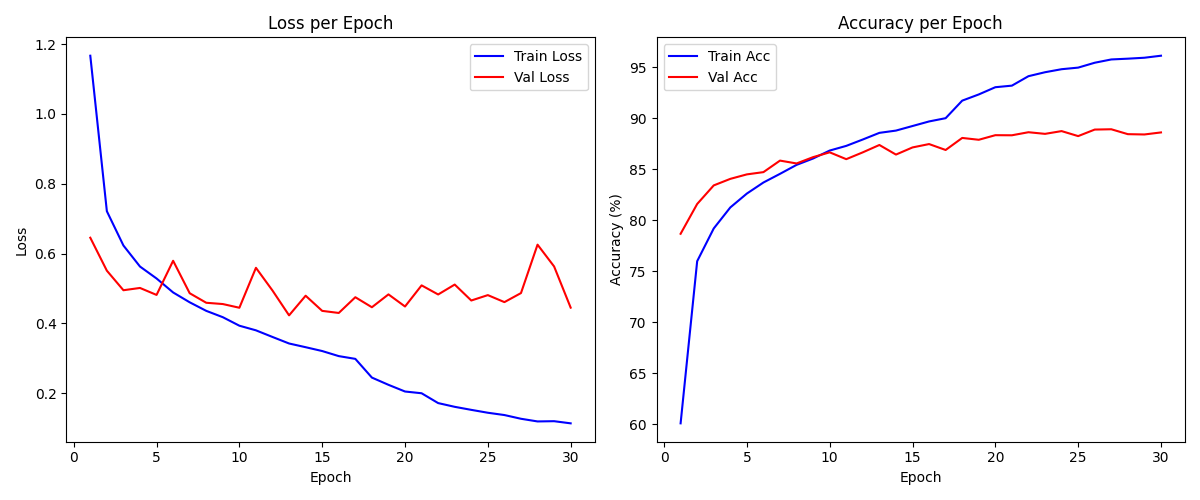 Loss per Epoch
Train Loss
Val Loss
Loss
1.2
1.0
0.8
0.6
0.4
0.2
0 5 10 15 20 25 30
Epoch
Accuracy per Epoch
Train Acc
Val Acc
Accuracy (%)
95
90
85
80
75
70
65
60
0 5 10 15 20 25 30
Epoch